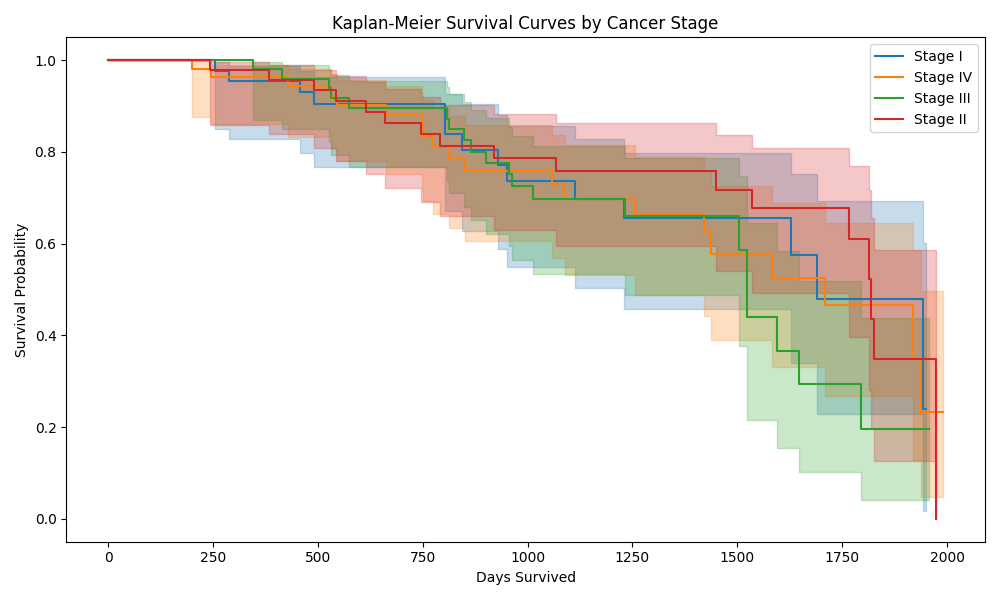 Kaplan-Meier Survival Curves by Cancer Stage
Stage I
Stage IV
Stage III
Stage II
Survival Probability
1.0
0.8
0.6
0.4
0.2
0.0
0 250 500 750 1000 1250 1500 1750 2000
Days Survived